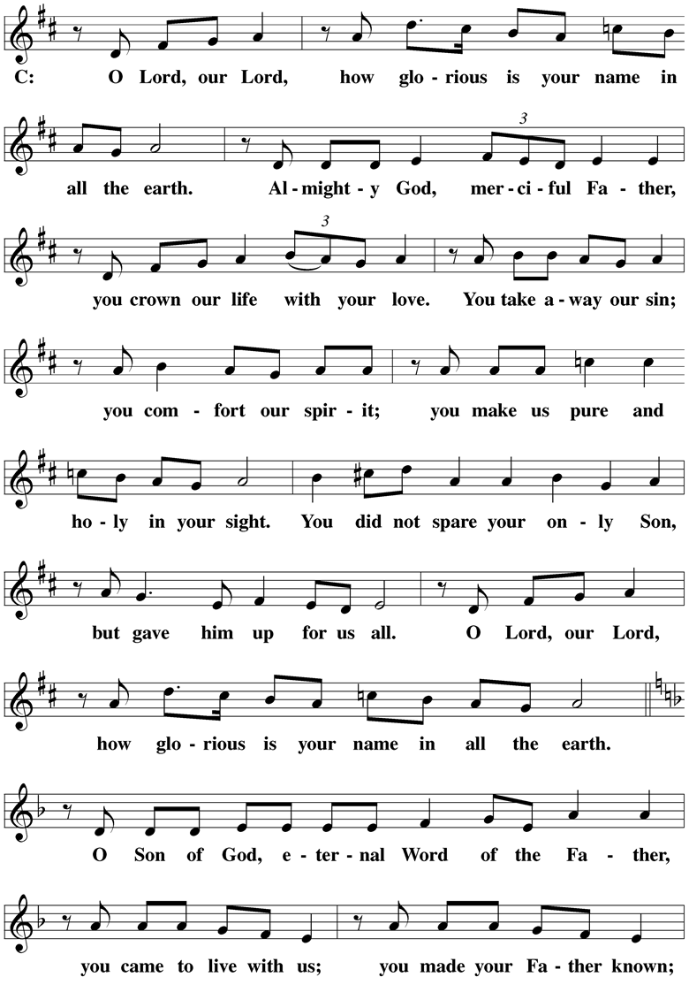 C: O Lord, our Lord, how glo - rious is your name in
all the earth. Al - might - y God, mer - ci - ful Fa - ther,
3
you crown our life with your love. You take a - way our sin;
3
you com - fort our spir - it; you make us pure and
ho - ly in your sight. You did not spare your on - ly Son,
but gave him up for us all. O Lord, our Lord,
how glo - rious is your name in all the earth.
O Son of God, e - ter - nal Word of the Fa - ther,
you came to live with us; you made your Fa - ther known;